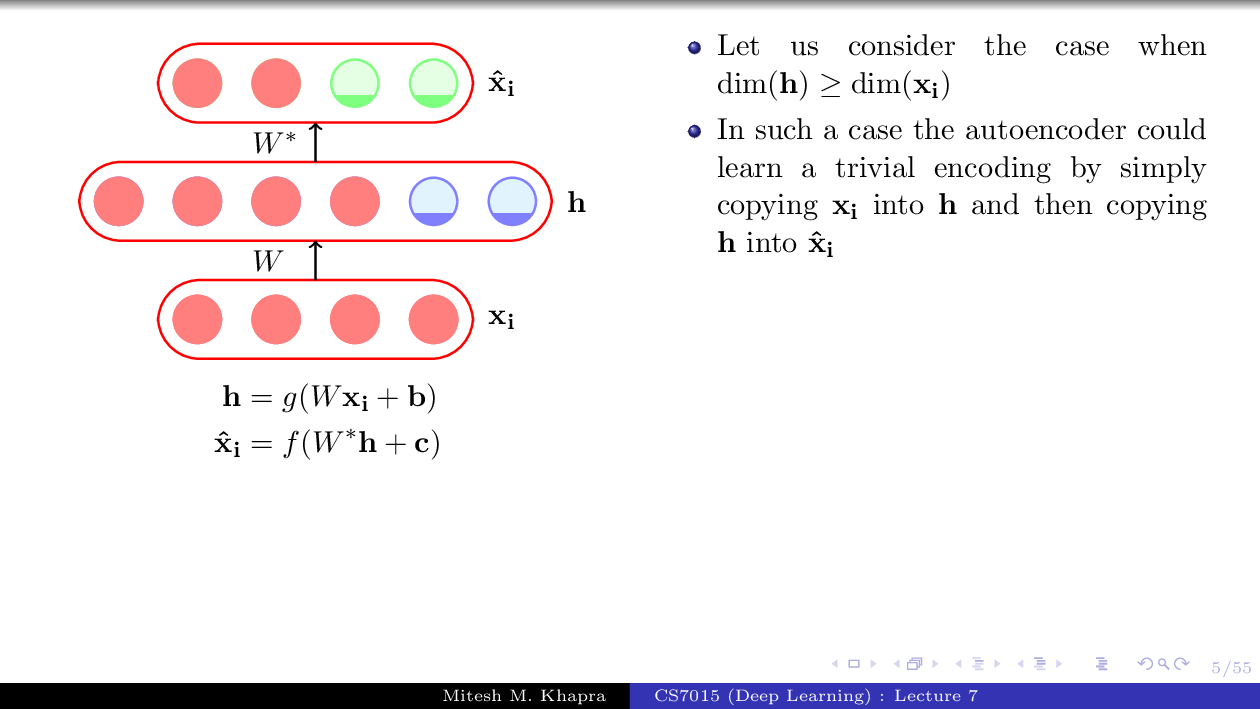 x̂ᵢ
W*
h
W
xᵢ
h = g(Wxᵢ + b)
x̂ᵢ = f(W*h + c)
Let us consider the case when
dim(h) ≥ dim(xᵢ)
In such a case the autoencoder could
learn a trivial encoding by simply
copying xᵢ into h and then copying
h into x̂ᵢ
5/55
Mitesh M. Khapra
CS7015 (Deep Learning) : Lecture 7